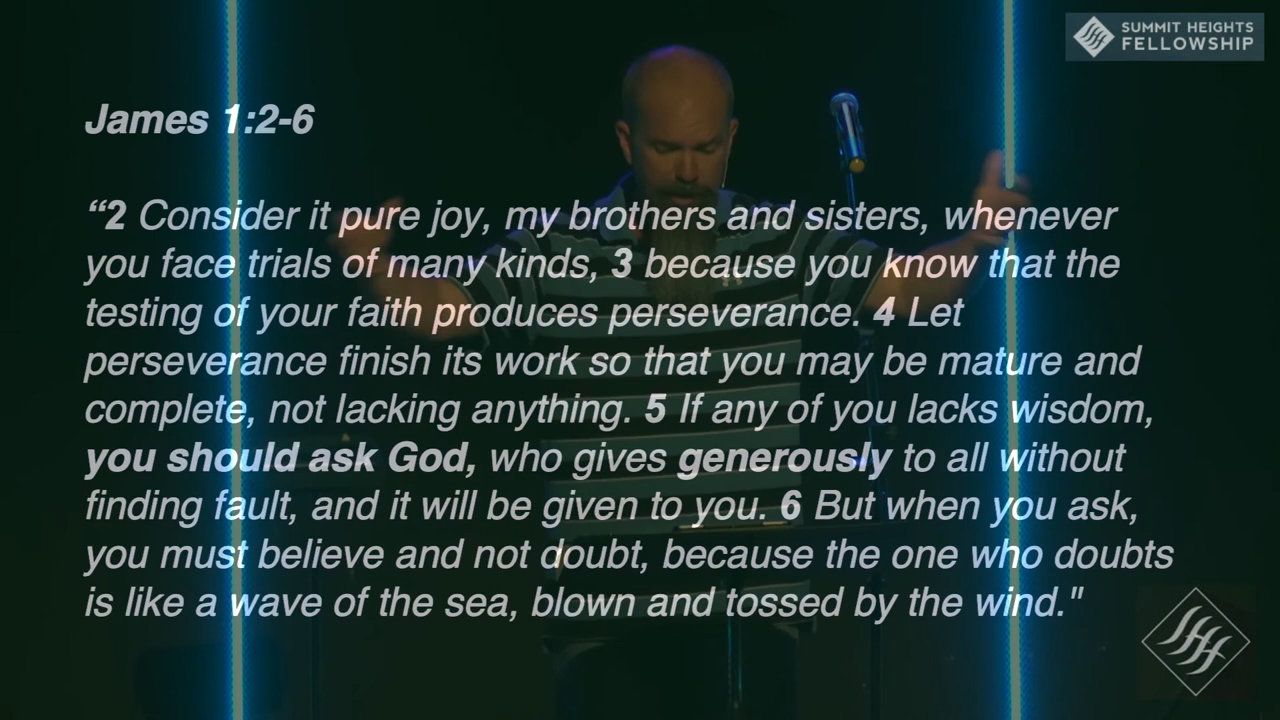 SUMMIT HEIGHTS
FELLOWSHIP
James 1:2-6
“2 Consider it pure joy, my brothers and sisters, whenever
you face trials of many kinds, 3 because you know that the
testing of your faith produces perseverance. 4 Let
perseverance finish its work so that you may be mature and
complete, not lacking anything. 5 If any of you lacks wisdom,
you should ask God, who gives generously to all without
finding fault, and it will be given to you. 6 But when you ask,
you must believe and not doubt, because the one who doubts
is like a wave of the sea, blown and tossed by the wind."